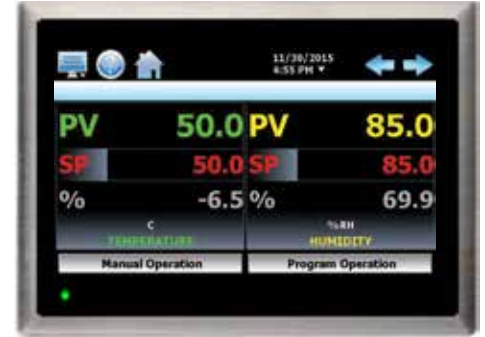 11/30/2015
4:55 PM ▼
PV 50.0 PV 85.0
SP 50.0 SP 85.0
% -6.5 % 69.9
C %RH
TEMPERATURE HUMIDITY
Manual Operation Program Operation